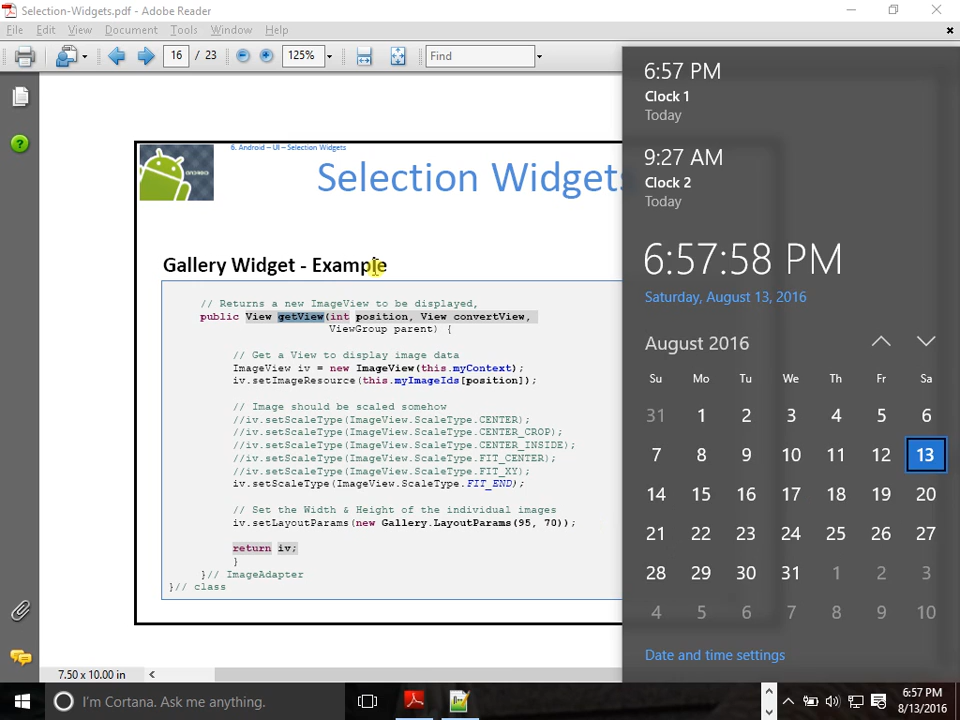 Selection-Widgets.pdf - Adobe Reader
File Edit View Document Tools Window Help
16 / 23 125% Find
6. Android – UI – Selection Widgets
Selection Widgets
Gallery Widget - Example
// Returns a new ImageView to be displayed,
public View getView(int position, View convertView,
ViewGroup parent) {
// Get a View to display image data
ImageView iv = new ImageView(this.myContext);
iv.setImageResource(this.myImageIds[position]);
// Image should be scaled somehow
//iv.setScaleType(ImageView.ScaleType.CENTER);
//iv.setScaleType(ImageView.ScaleType.CENTER_CROP);
//iv.setScaleType(ImageView.ScaleType.CENTER_INSIDE);
//iv.setScaleType(ImageView.ScaleType.FIT_CENTER);
//iv.setScaleType(ImageView.ScaleType.FIT_XY);
iv.setScaleType(ImageView.ScaleType.FIT_END);
// Set the Width & Height of the individual images
iv.setLayoutParams(new Gallery.LayoutParams(95, 70));
return iv;
}
}// ImageAdapter
}// class
7.50 x 10.00 in
6:57 PM
Clock 1
Today
9:27 AM
Clock 2
Today
6:57:58 PM
Saturday, August 13, 2016
August 2016
Su Mo Tu We Th Fr Sa
31 1 2 3 4 5 6
7 8 9 10 11 12 13
14 15 16 17 18 19 20
21 22 23 24 25 26 27
28 29 30 31 1 2 3
4 5 6 7 8 9 10
Date and time settings
I'm Cortana. Ask me anything.
6:57 PM
8/13/2016